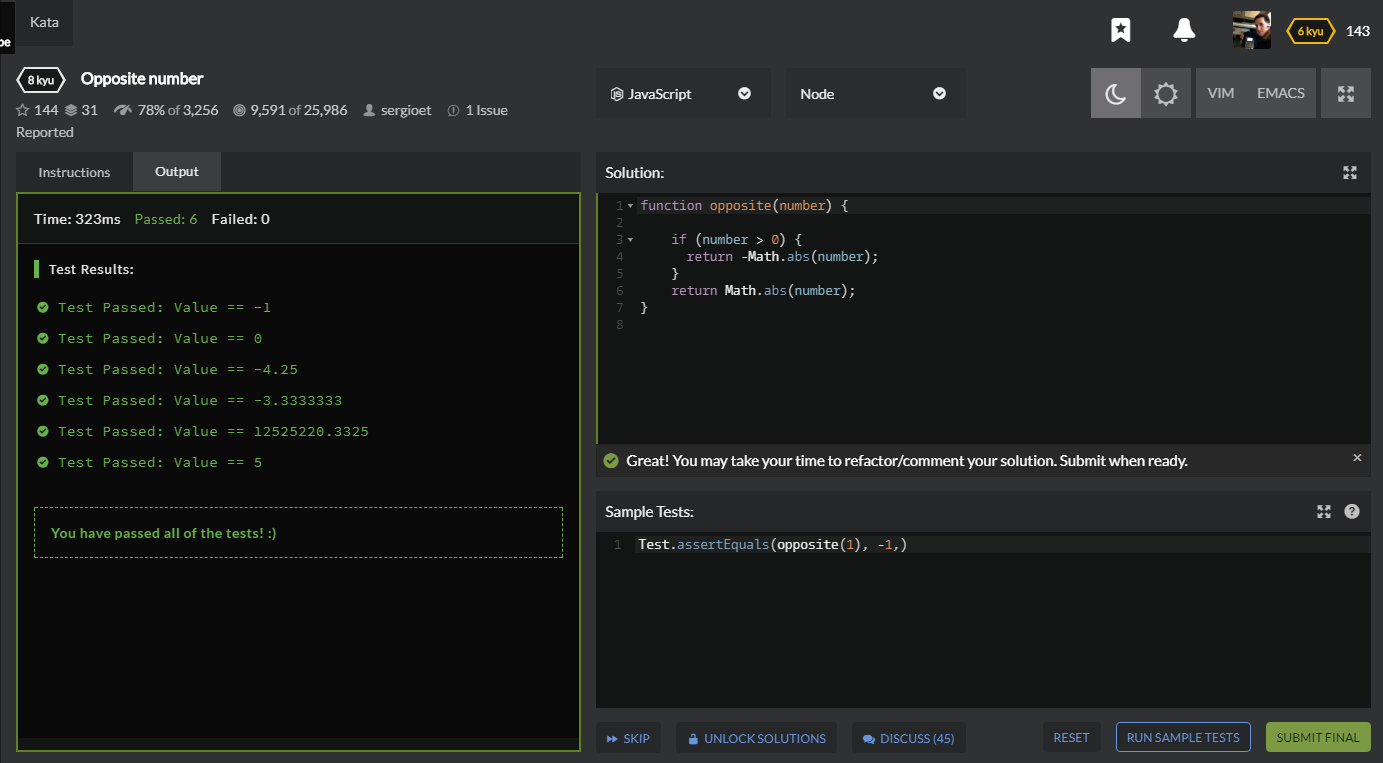 Kata
pe
6 kyu 143
8 kyu Opposite number
144 31 78% of 3,256 9,591 of 25,986 sergioet 1 Issue
Reported
JavaScript
Node
VIM EMACS
Instructions Output
Time: 323ms Passed: 6 Failed: 0
Test Results:
Test Passed: Value == -1
Test Passed: Value == 0
Test Passed: Value == -4.25
Test Passed: Value == -3.3333333
Test Passed: Value == 12525220.3325
Test Passed: Value == 5
You have passed all of the tests! :)
Solution:
1 function opposite(number) {
2
3 if (number > 0) {
4 return -Math.abs(number);
5 }
6 return Math.abs(number);
7 }
8
Great! You may take your time to refactor/comment your solution. Submit when ready. ×
Sample Tests: ?
1 Test.assertEquals(opposite(1), -1,)
SKIP UNLOCK SOLUTIONS DISCUSS (45) RESET RUN SAMPLE TESTS SUBMIT FINAL